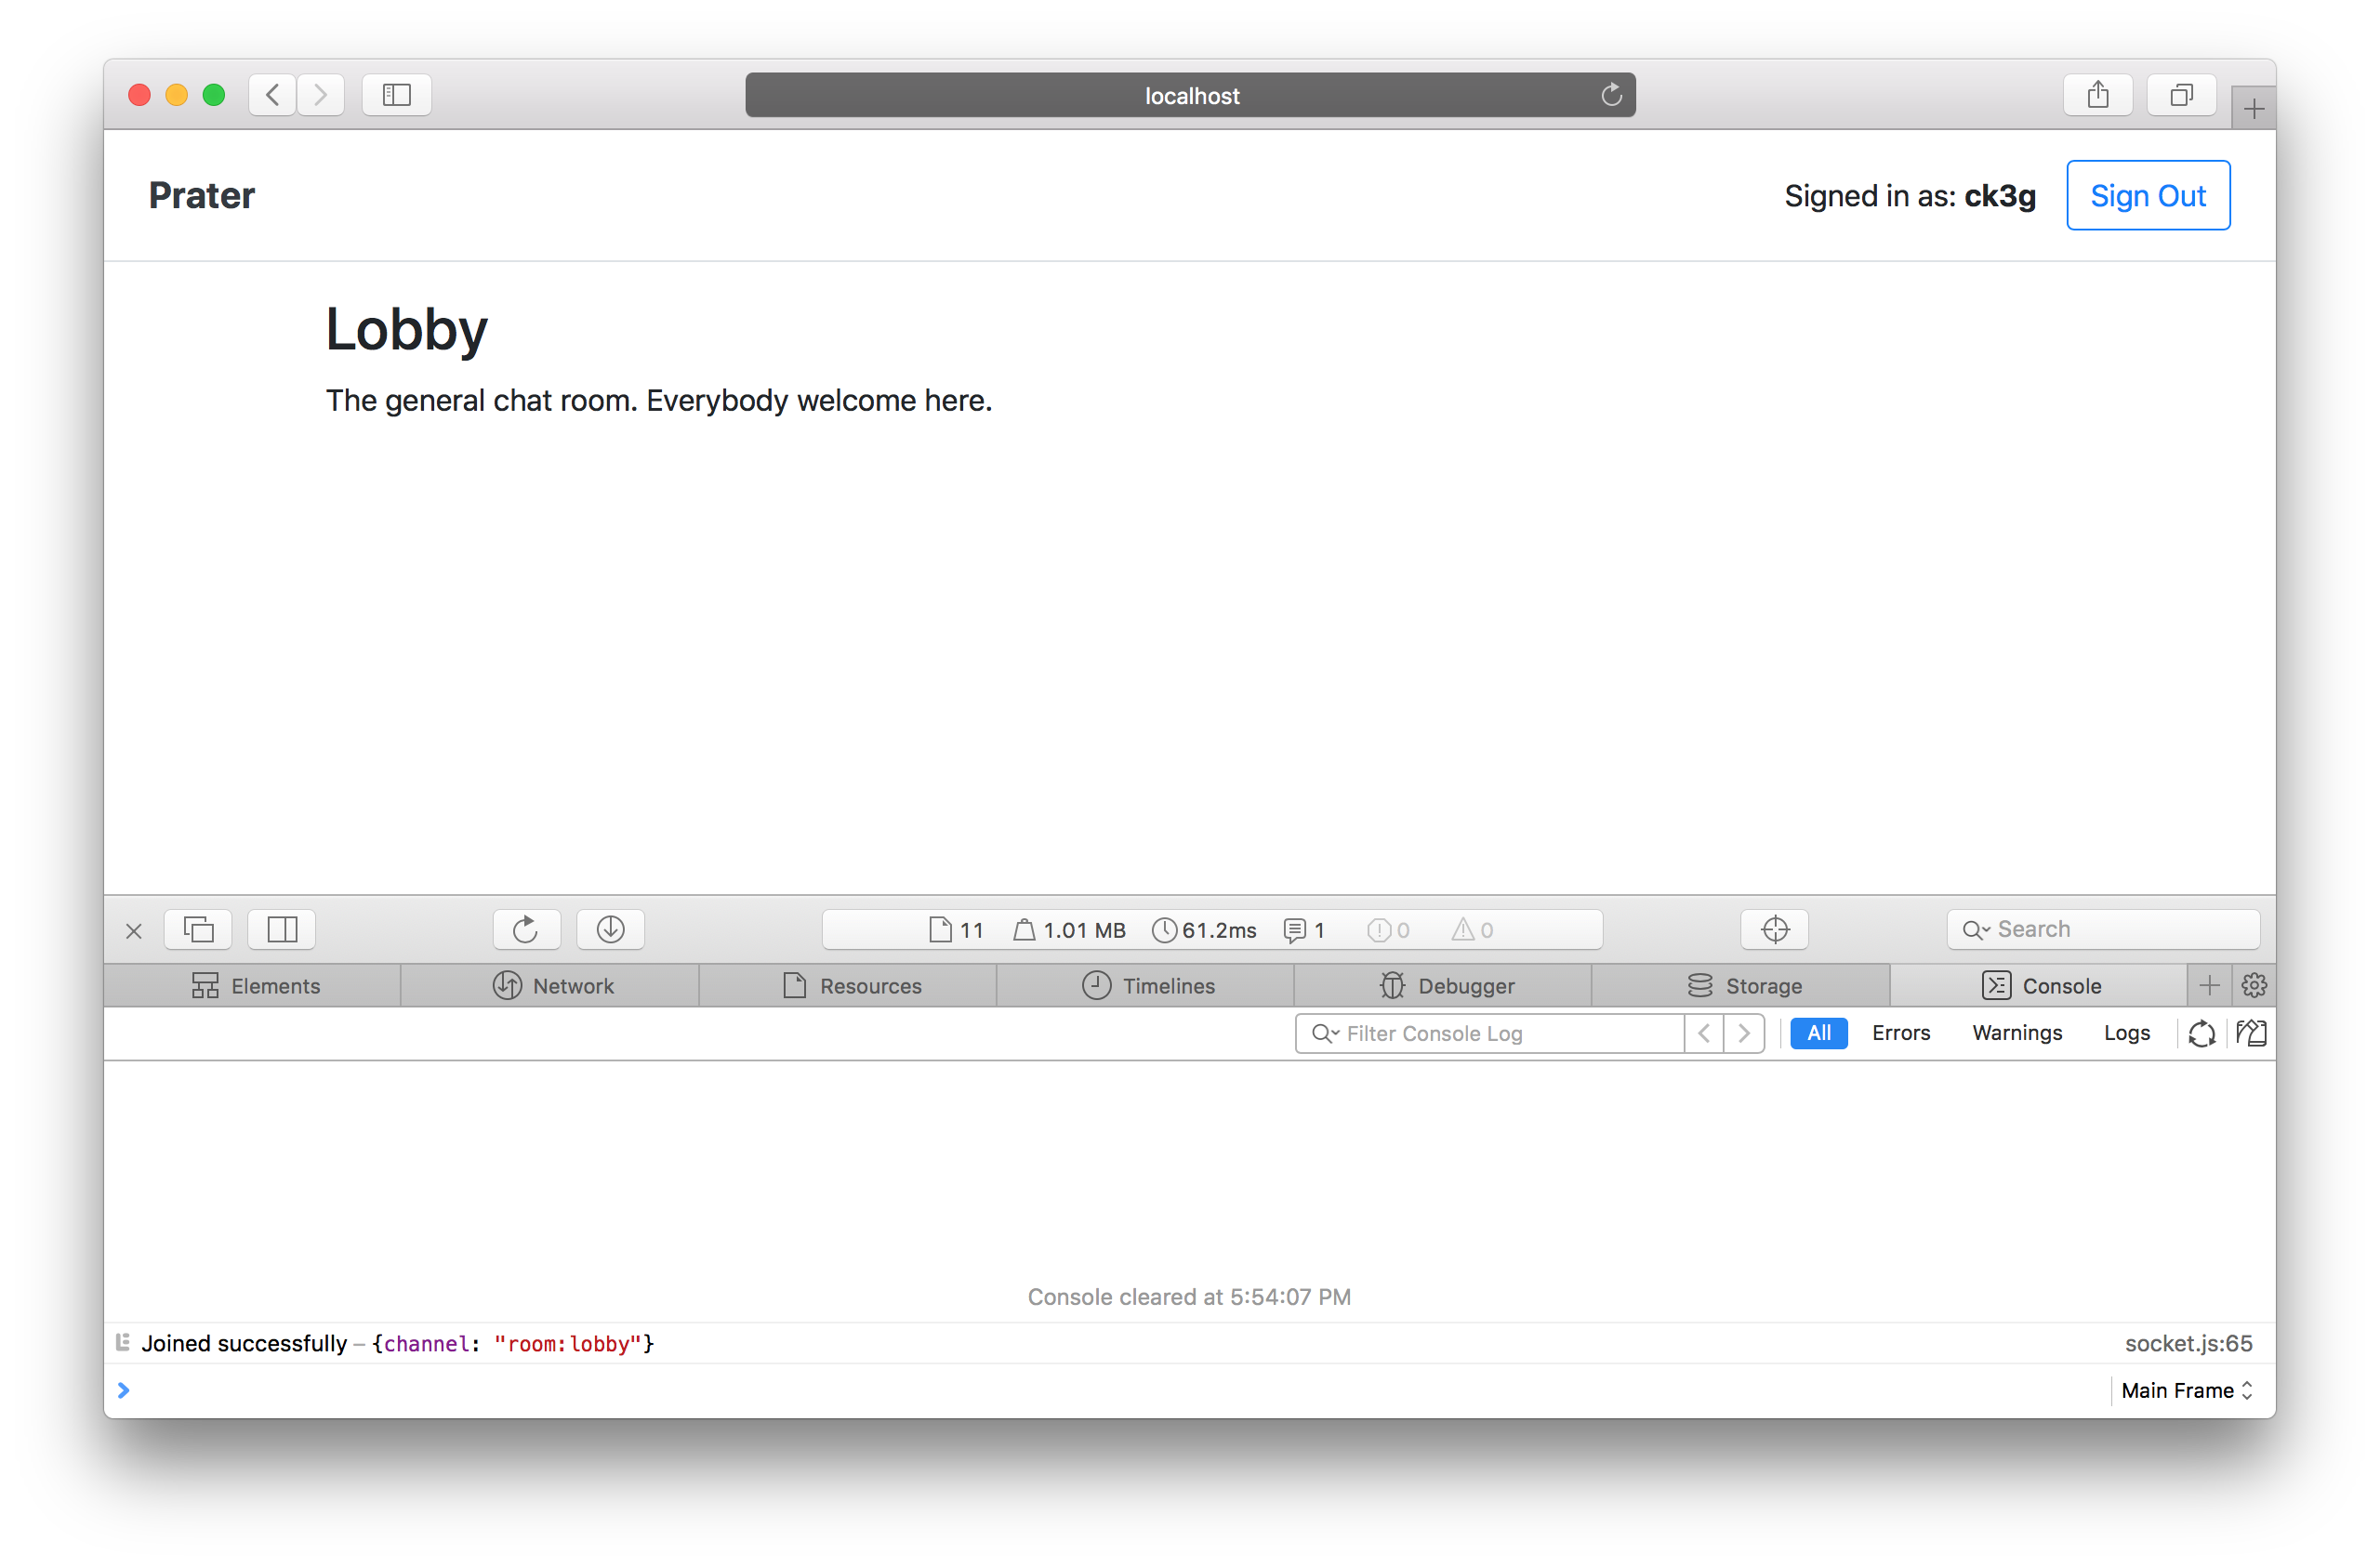 localhost
Prater
Signed in as: ck3g
Sign Out
Lobby
The general chat room. Everybody welcome here.
11
1.01 MB
61.2ms
1
0
0
Search
Elements
Network
Resources
Timelines
Debugger
Storage
Console
Filter Console Log
All
Errors
Warnings
Logs
Console cleared at 5:54:07 PM
Joined successfully – {channel: "room:lobby"}
socket.js:65
Main Frame